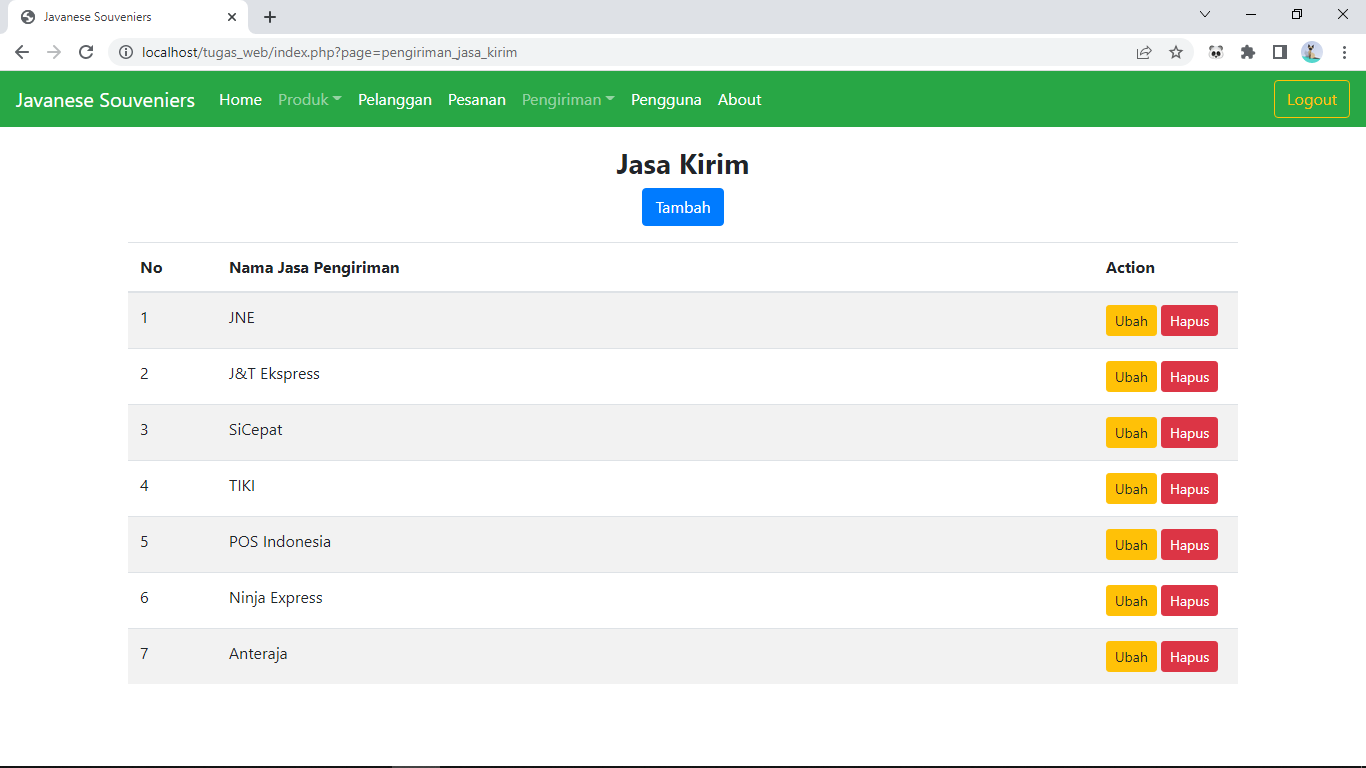 Javanese Souveniers
localhost/tugas_web/index.php?page=pengiriman_jasa_kirim
Javanese Souveniers Home Produk Pelanggan Pesanan Pengiriman Pengguna About Logout
Jasa Kirim
Tambah
No Nama Jasa Pengiriman Action
1 JNE Ubah Hapus
2 J&T Ekspress Ubah Hapus
3 SiCepat Ubah Hapus
4 TIKI Ubah Hapus
5 POS Indonesia Ubah Hapus
6 Ninja Express Ubah Hapus
7 Anteraja Ubah Hapus